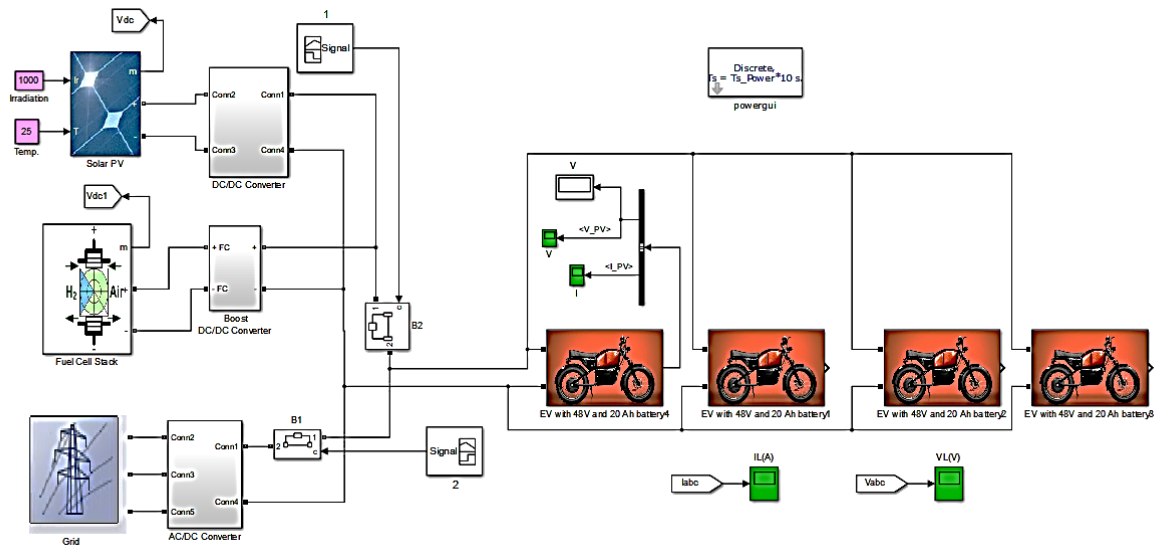 Vdc
1
Signal
1000
Irradiation
Ir
m
+
25
Temp.
T
-
Solar PV
Conn2
Conn1
Conn3
Conn4
DC/DC Converter
Discrete,
Ts = Ts_Power*10 s.
powergui
Vdc1
+
m
H2
Air
+
-
-
Fuel Cell Stack
+ FC
+
- FC
-
Boost
DC/DC Converter
1
c
2
B2
V
<V_PV>
V
<I_PV>
I
EV with 48V and 20 Ah battery4
EV with 48V and 20 Ah battery1
EV with 48V and 20 Ah battery2
EV with 48V and 20 Ah battery3
Grid
Conn2
Conn1
Conn3
Conn5
Conn4
AC/DC Converter
B1
2
1
c
Signal
2
Iabc
IL(A)
Vabc
VL(V)